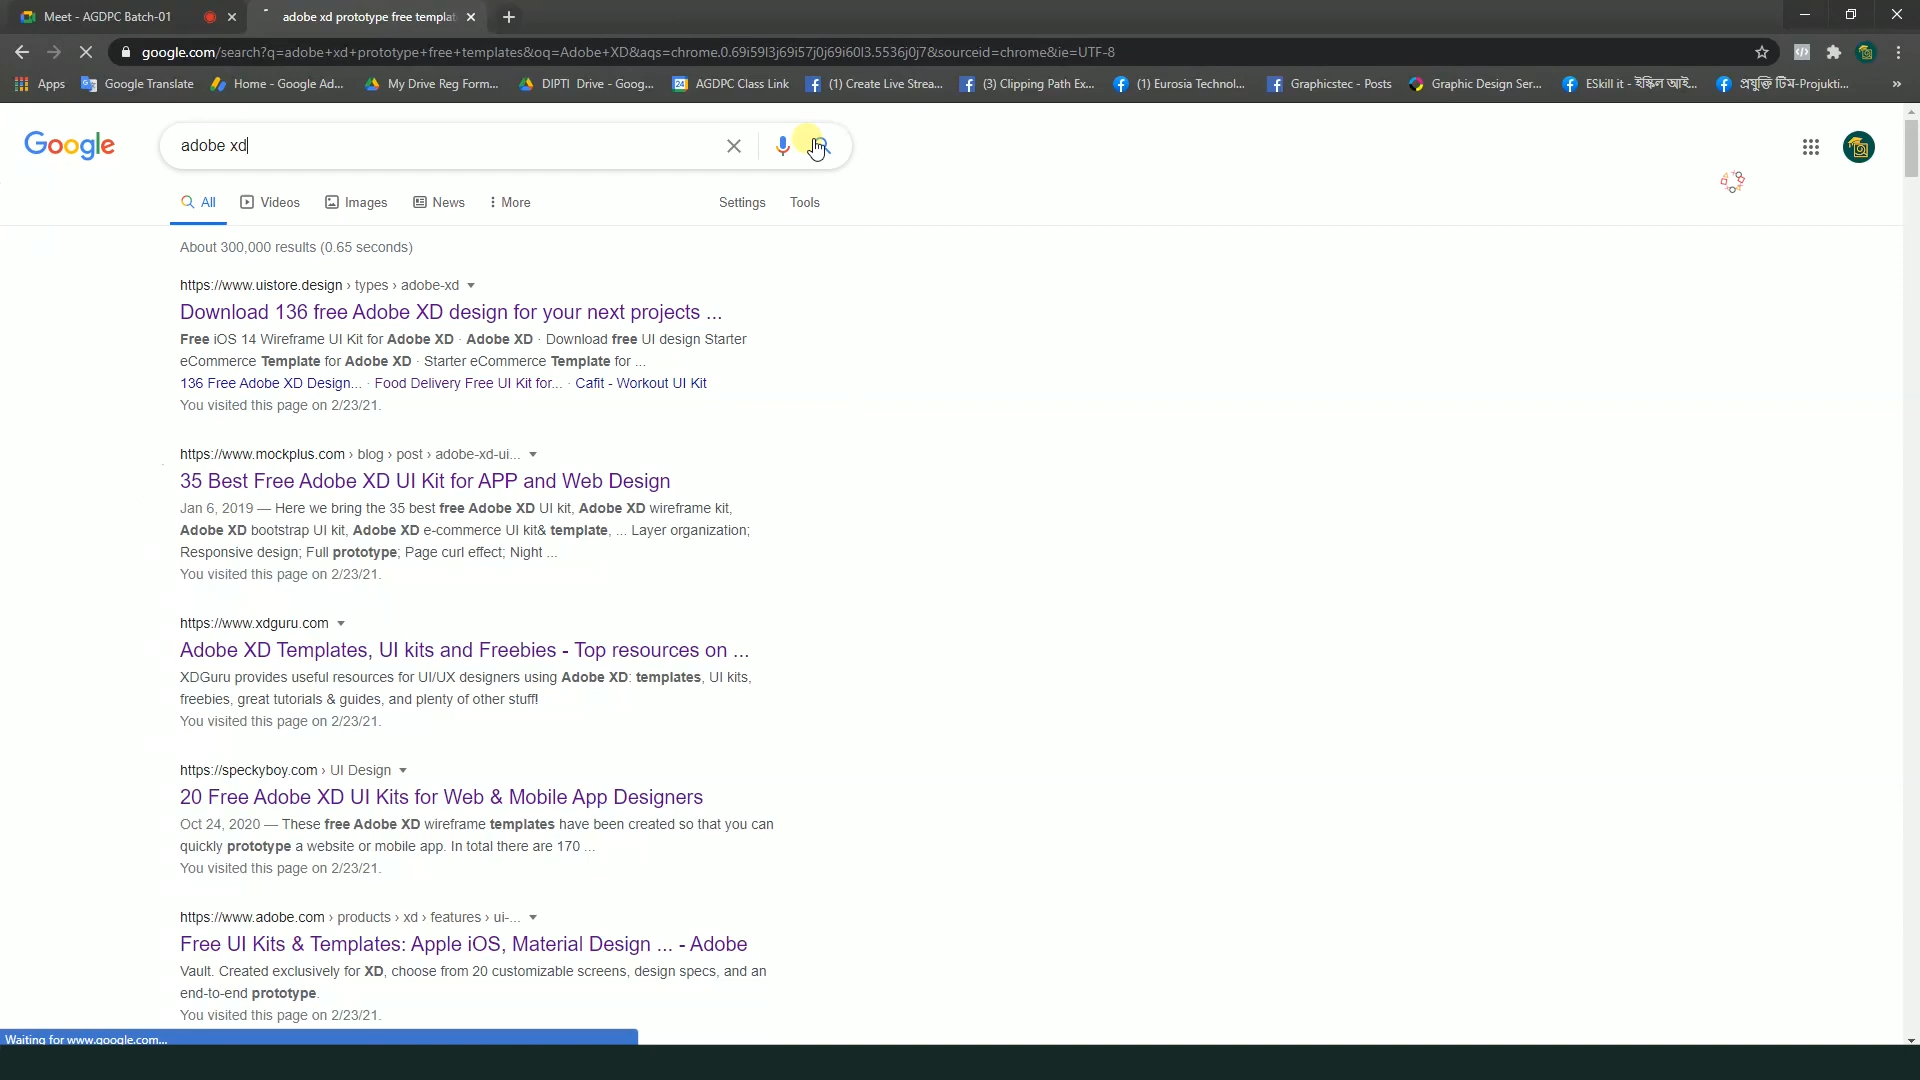 Meet - AGDPC Batch-01
adobe xd prototype free templat
google.com/search?q=adobe+xd+prototype+free+templates&oq=Adobe+XD&aqs=chrome.0.69i59l3j69i57j0j69i60l3.5536j0j7&sourceid=chrome&ie=UTF-8
Apps Google Translate Home - Google Ad... My Drive Reg Form... DIPTI Drive - Goog... AGDPC Class Link (1) Create Live Strea... (3) Clipping Path Ex... (1) Eurosia Technol... Graphicstec - Posts Graphic Design Ser... ESkill it - ইস্কিল আই... প্রযুক্তি টিম-Projukti... »
Google adobe xd
All Videos Images News More Settings Tools
About 300,000 results (0.65 seconds)
https://www.uistore.design › types › adobe-xd
Download 136 free Adobe XD design for your next projects ...
Free iOS 14 Wireframe UI Kit for Adobe XD · Adobe XD · Download free UI design Starter
eCommerce Template for Adobe XD · Starter eCommerce Template for ...
136 Free Adobe XD Design... · Food Delivery Free UI Kit for... · Cafit - Workout UI Kit
You visited this page on 2/23/21.
https://www.mockplus.com › blog › post › adobe-xd-ui...
35 Best Free Adobe XD UI Kit for APP and Web Design
Jan 6, 2019 — Here we bring the 35 best free Adobe XD UI kit, Adobe XD wireframe kit,
Adobe XD bootstrap UI kit, Adobe XD e-commerce UI kit& template, ... Layer organization;
Responsive design; Full prototype; Page curl effect; Night ...
You visited this page on 2/23/21.
https://www.xdguru.com
Adobe XD Templates, UI kits and Freebies - Top resources on ...
XDGuru provides useful resources for UI/UX designers using Adobe XD: templates, UI kits,
freebies, great tutorials & guides, and plenty of other stuff!
You visited this page on 2/23/21.
https://speckyboy.com › UI Design
20 Free Adobe XD UI Kits for Web & Mobile App Designers
Oct 24, 2020 — These free Adobe XD wireframe templates have been created so that you can
quickly prototype a website or mobile app. In total there are 170 ...
You visited this page on 2/23/21.
https://www.adobe.com › products › xd › features › ui-...
Free UI Kits & Templates: Apple iOS, Material Design ... - Adobe
Vault. Created exclusively for XD, choose from 20 customizable screens, design specs, and an
end-to-end prototype.
You visited this page on 2/23/21.
Waiting for www.google.com...